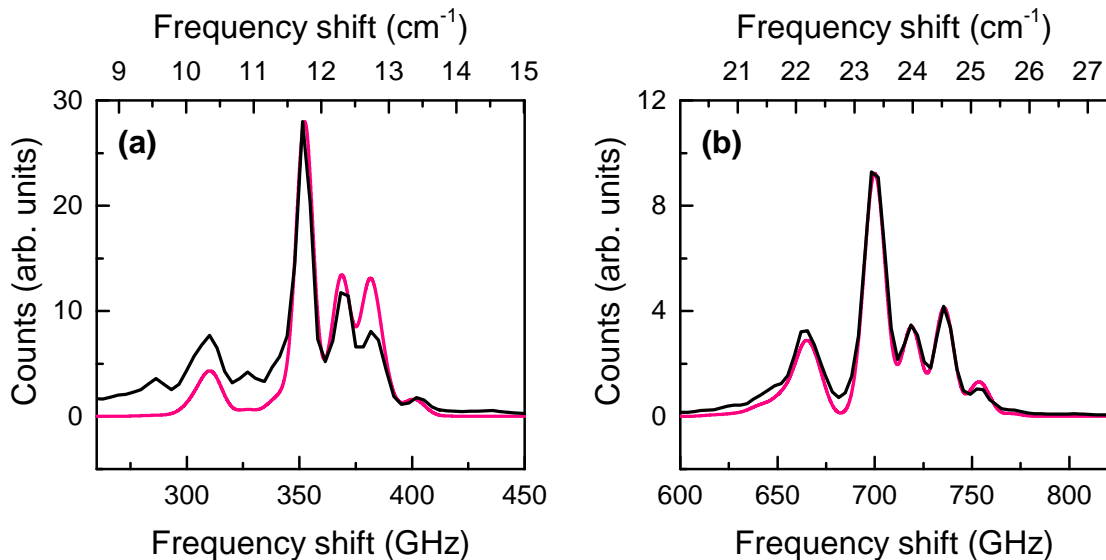 Frequency shift (cm⁻¹)
9 10 11 12 13 14 15
30
20
10
0
Counts (arb. units)
(a)
300 350 400 450
Frequency shift (GHz)
Frequency shift (cm⁻¹)
21 22 23 24 25 26 27
12
8
4
0
Counts (arb. units)
(b)
600 650 700 750 800
Frequency shift (GHz)